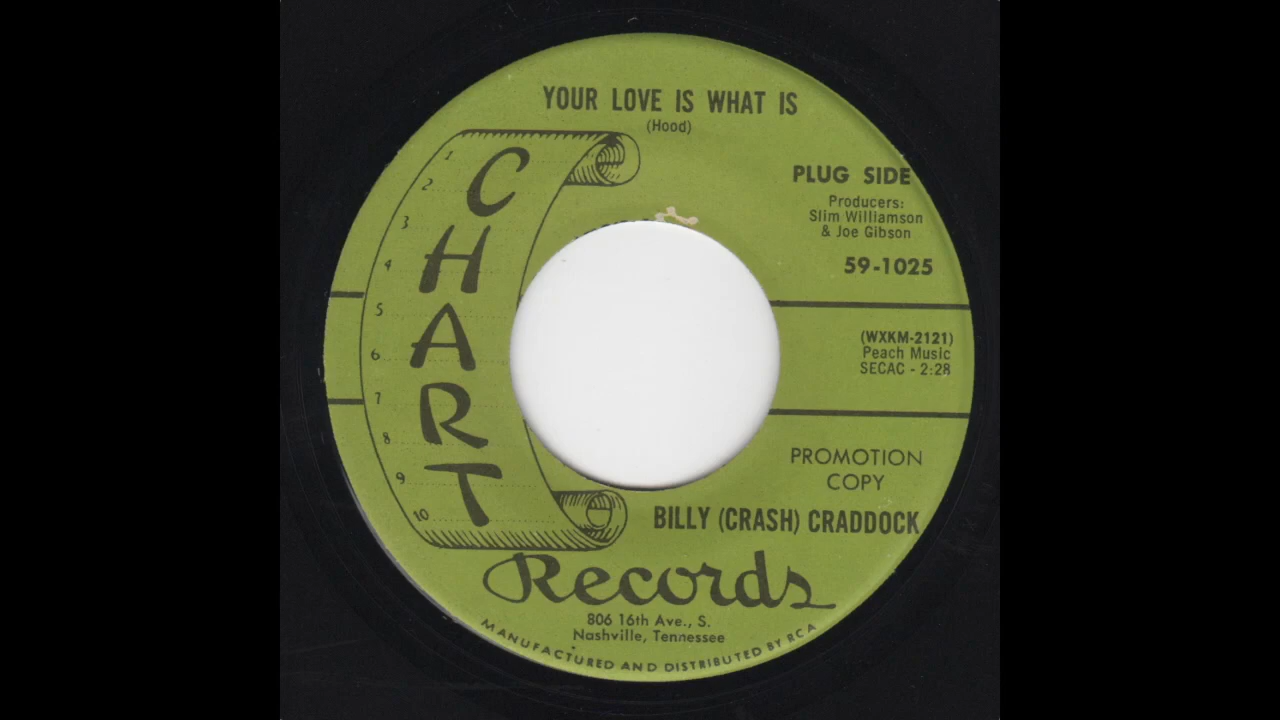 YOUR LOVE IS WHAT IS
(Hood)
CHART
1
2
3
4
5
6
7
8
9
10
PLUG SIDE
Producers:
Slim Williamson
& Joe Gibson
59-1025
(WXKM-2121)
Peach Music
SECAC - 2:28
PROMOTION
COPY
BILLY (CRASH) CRADDOCK
Records
806 16th Ave., S.
Nashville, Tennessee
MANUFACTURED AND DISTRIBUTED BY RCA